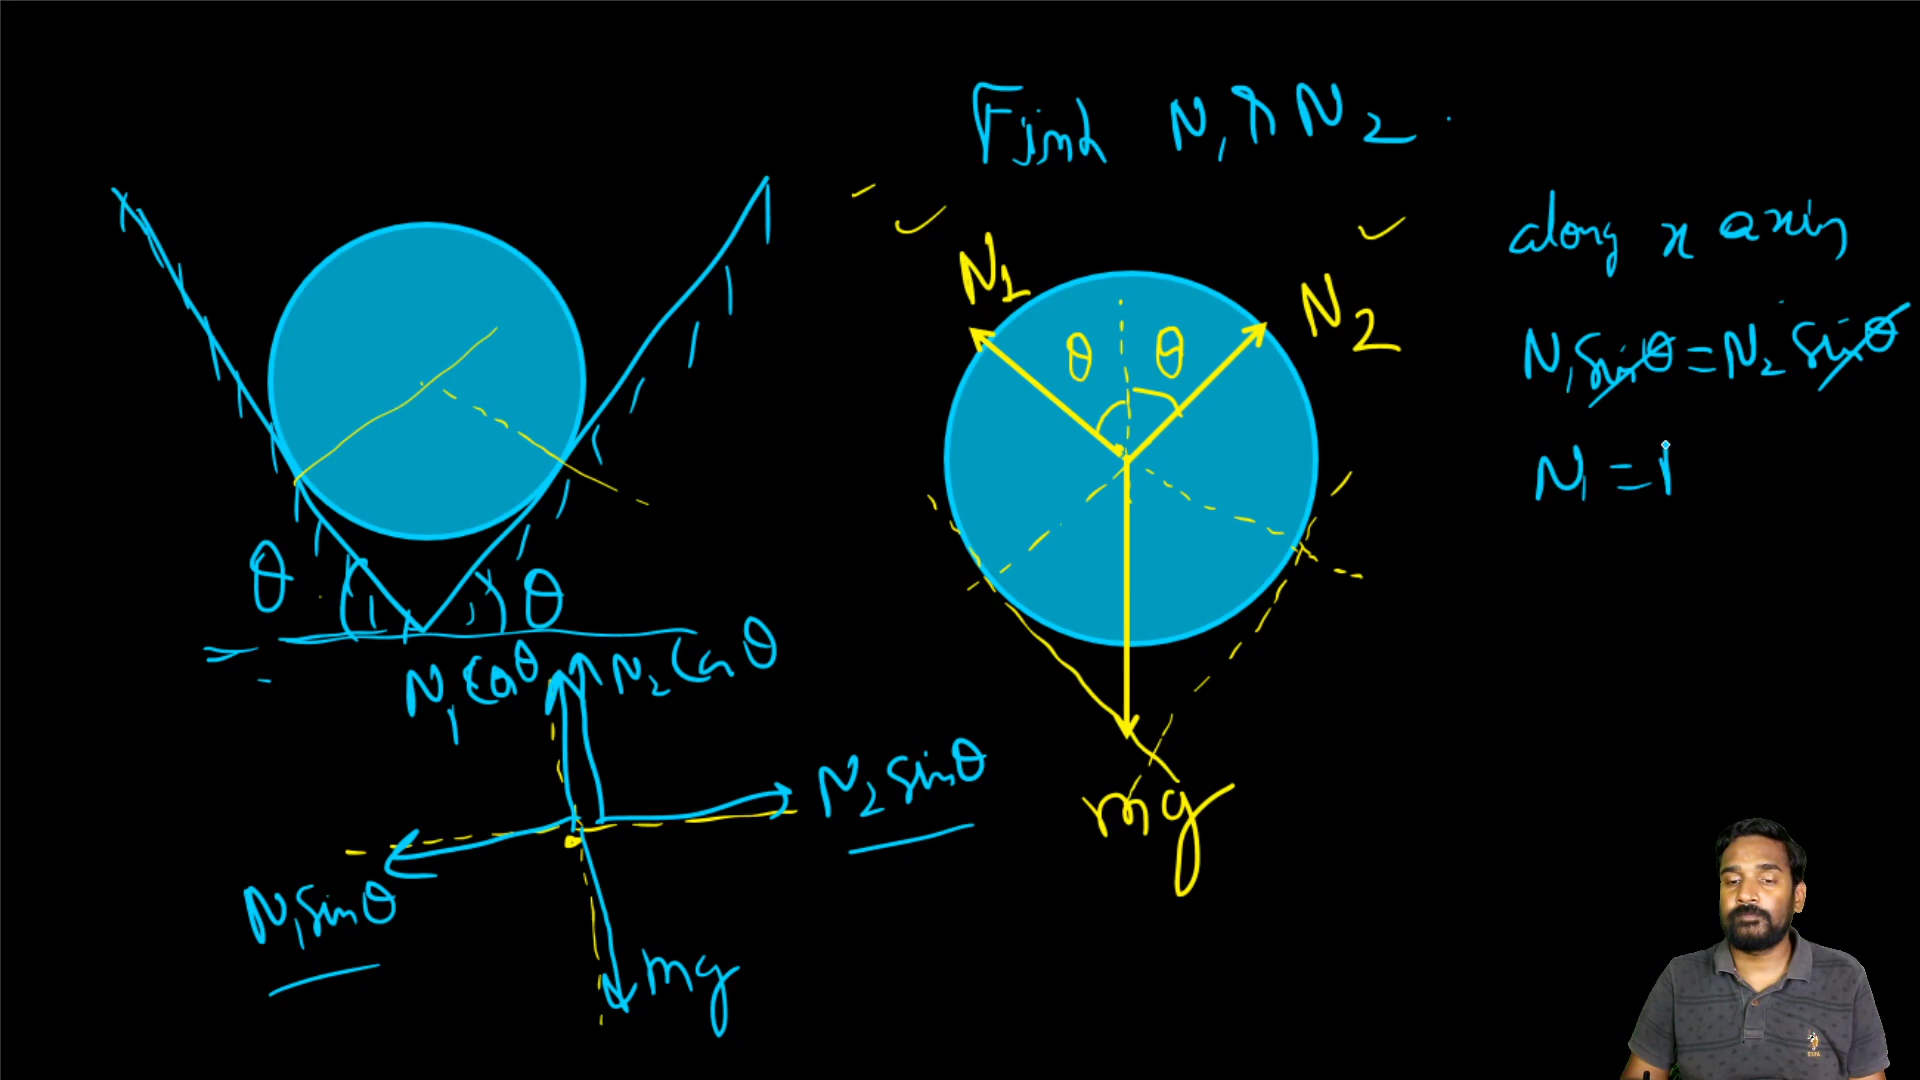 Find N₁ & N₂.
along x axis
N₁ sinθ = N₂ sinθ
N₁ =
N1
N2
θ θ
mg
θ θ
N₁ cosθ N₂ cosθ
N₂ sinθ
N₁ sinθ
mg